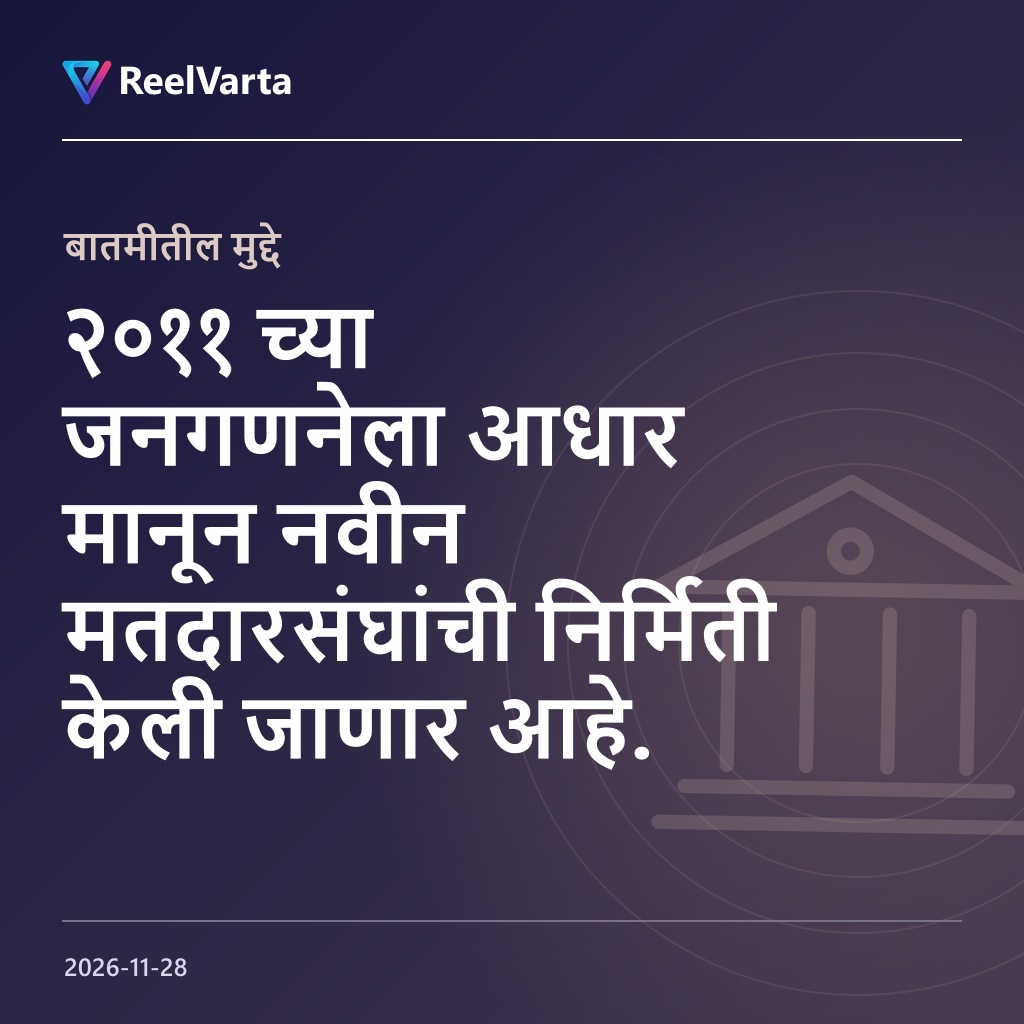 ReelVarta
बातमीतील मुद्दे
२०११ च्या
जनगणनेला आधार
मानून नवीन
मतदारसंघांची निर्मिती
केली जाणार आहे.
2026-11-28